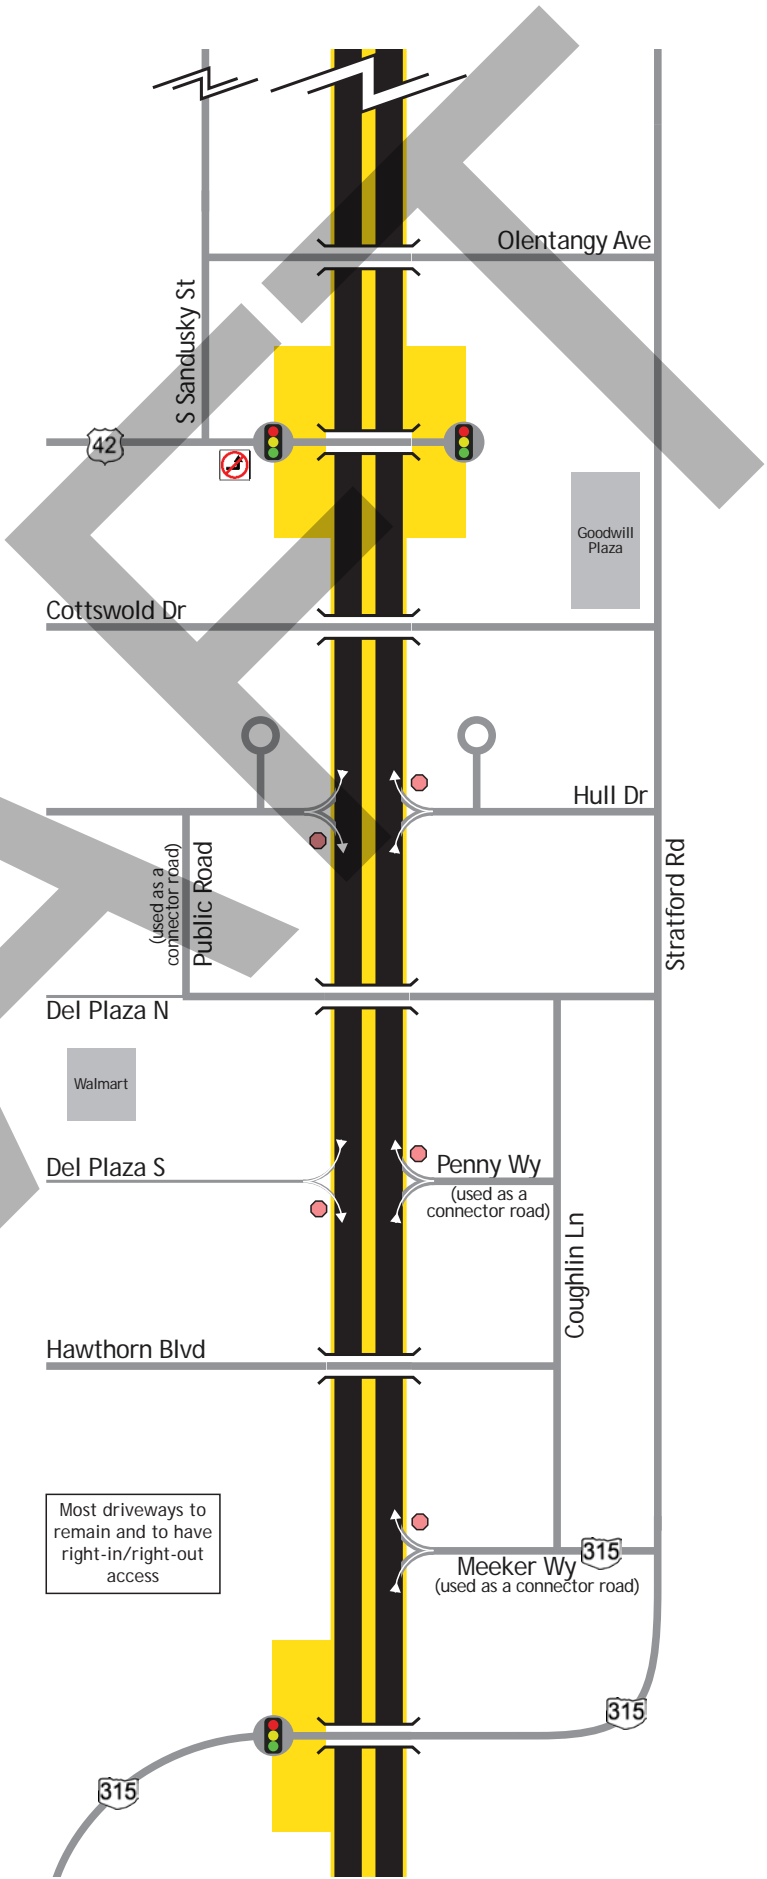 Olentangy Ave
S Sandusky St
42
Goodwill
Plaza
Cottswold Dr
Hull Dr
(used as a
connector road)
Public Road
Stratford Rd
Del Plaza N
Walmart
Del Plaza S
Penny Wy
(used as a
connector road)
Coughlin Ln
Hawthorn Blvd
Most driveways to
remain and to have
right-in/right-out
access
315
Meeker Wy
(used as a connector road)
315
315